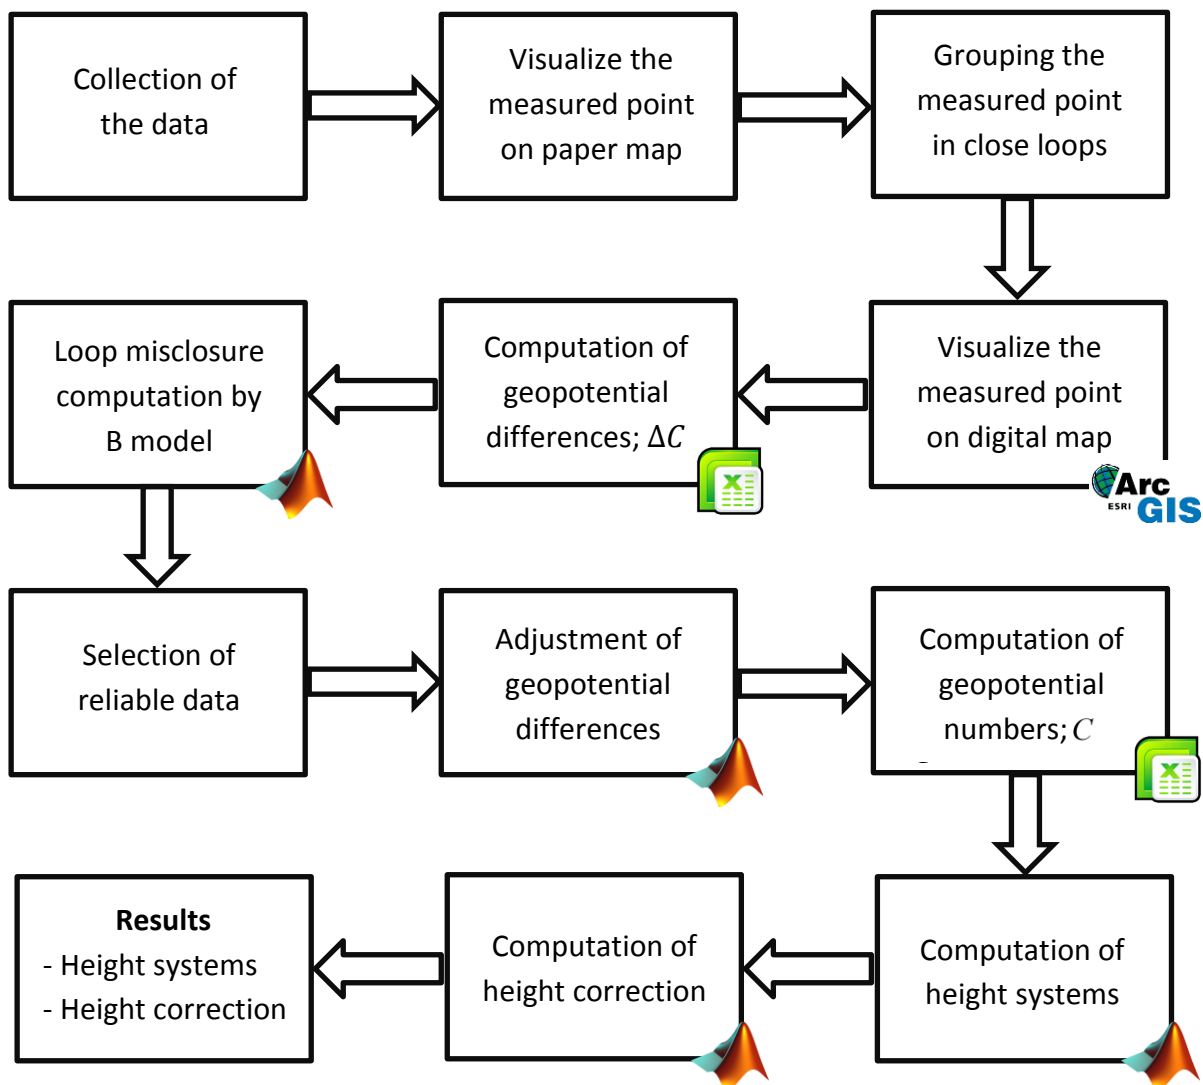 Collection of
the data
Visualize the
measured point
on paper map
Grouping the
measured point
in close loops
Visualize the
measured point
on digital map
Arc
ESRI
GIS
Computation of
geopotential
differences; ΔC
X
Loop misclosure
computation by
B model
Selection of
reliable data
Adjustment of
geopotential
differences
Computation of
geopotential
numbers; C
X
Computation of
height systems
Computation of
height correction
Results
- Height systems
- Height correction